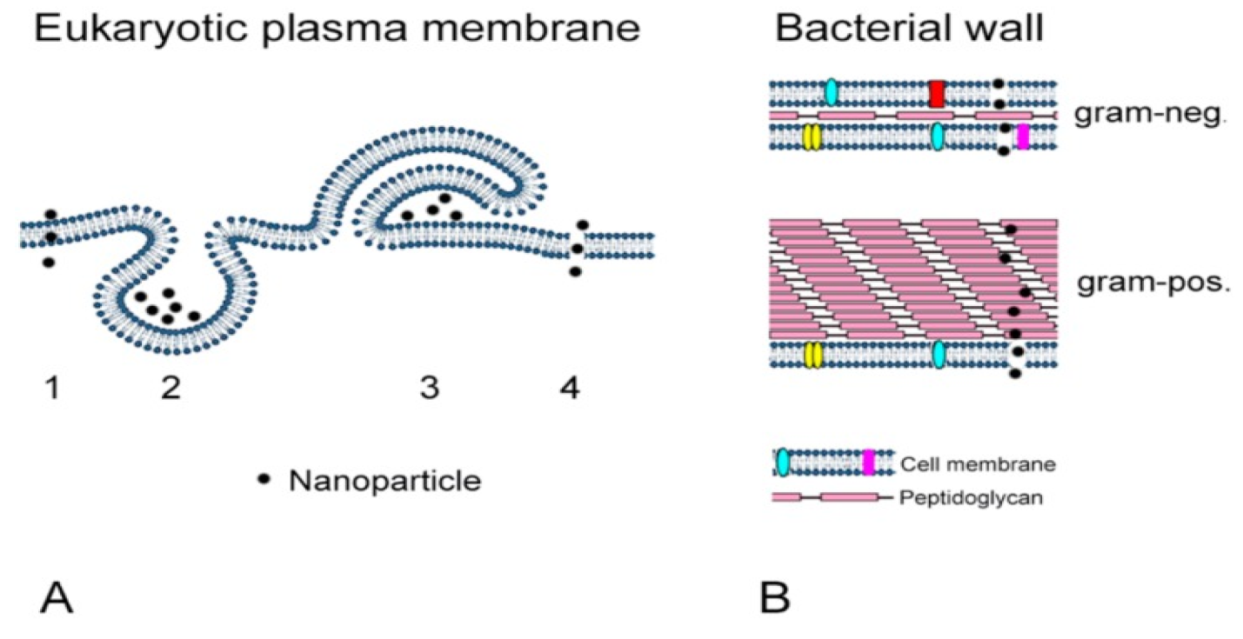 Eukaryotic plasma membrane
Bacterial wall
gram-neg.
gram-pos.
1 2 3 4
Nanoparticle
Cell membrane
Peptidoglycan
A
B